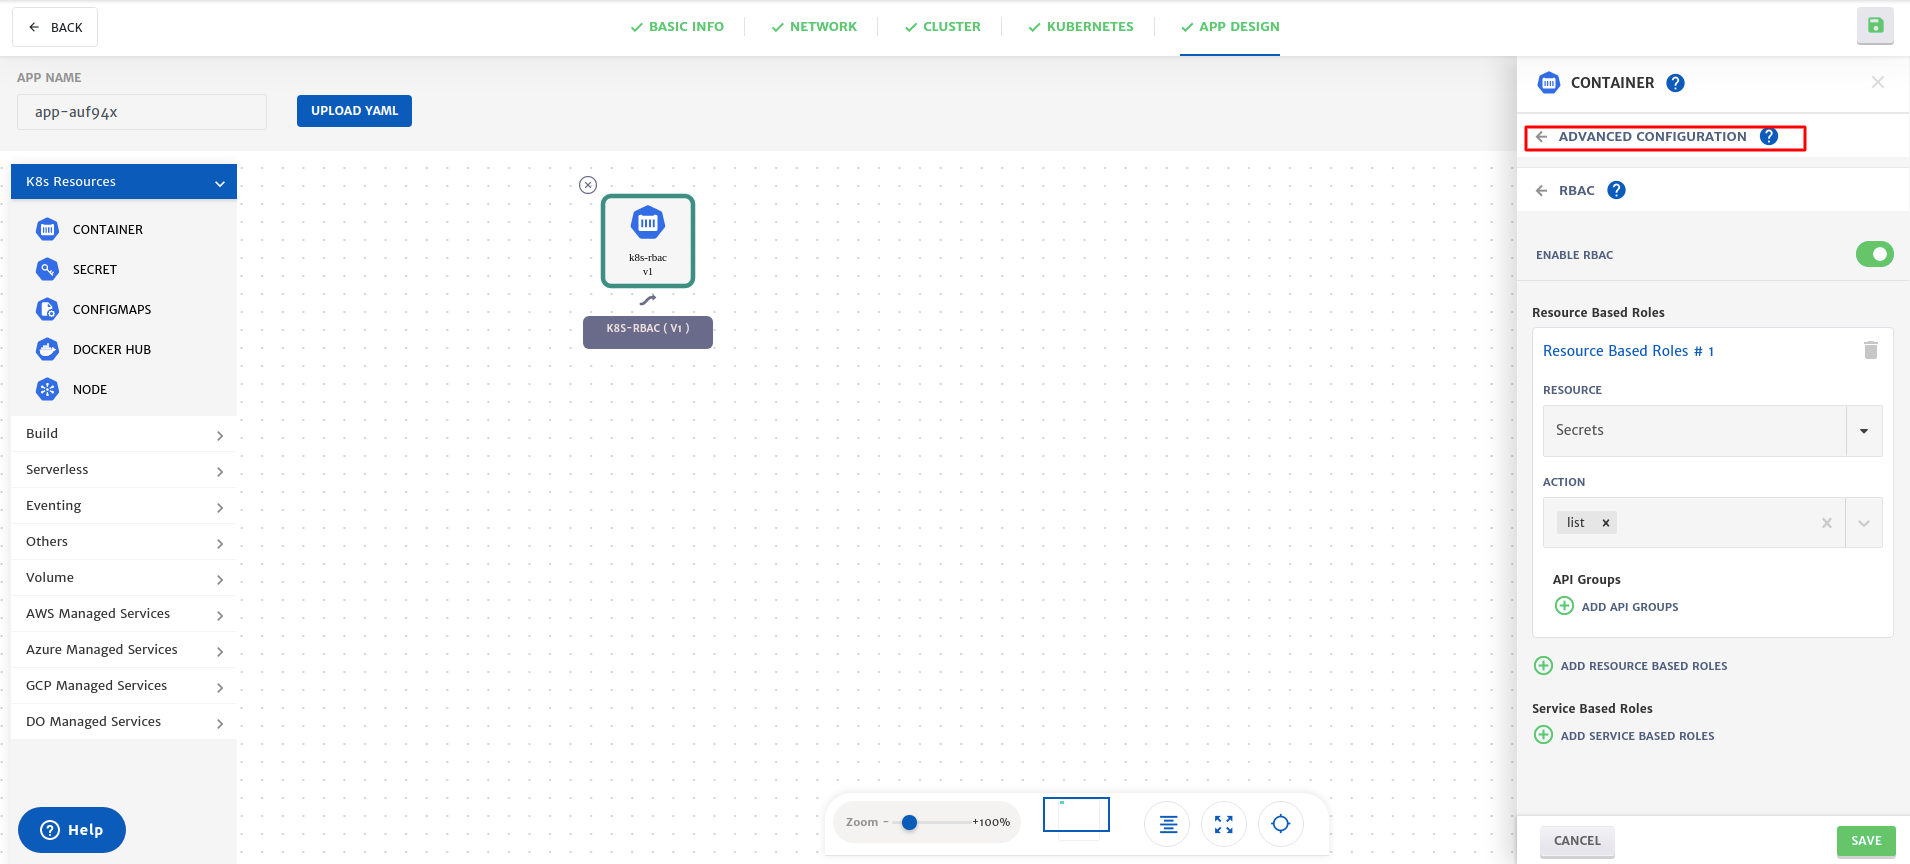 BACK
BASIC INFO
NETWORK
CLUSTER
KUBERNETES
APP DESIGN
APP NAME
app-auf94x
UPLOAD YAML
K8s Resources
CONTAINER
SECRET
CONFIGMAPS
DOCKER HUB
NODE
Build
Serverless
Eventing
Others
Volume
AWS Managed Services
Azure Managed Services
GCP Managed Services
DO Managed Services
? Help
k8s-rbac
v1
K8S-RBAC ( V1 )
Zoom - +100%
CONTAINER ?
ADVANCED CONFIGURATION ?
RBAC ?
ENABLE RBAC
Resource Based Roles
Resource Based Roles # 1
RESOURCE
Secrets
ACTION
list
API Groups
ADD API GROUPS
ADD RESOURCE BASED ROLES
Service Based Roles
ADD SERVICE BASED ROLES
CANCEL
SAVE